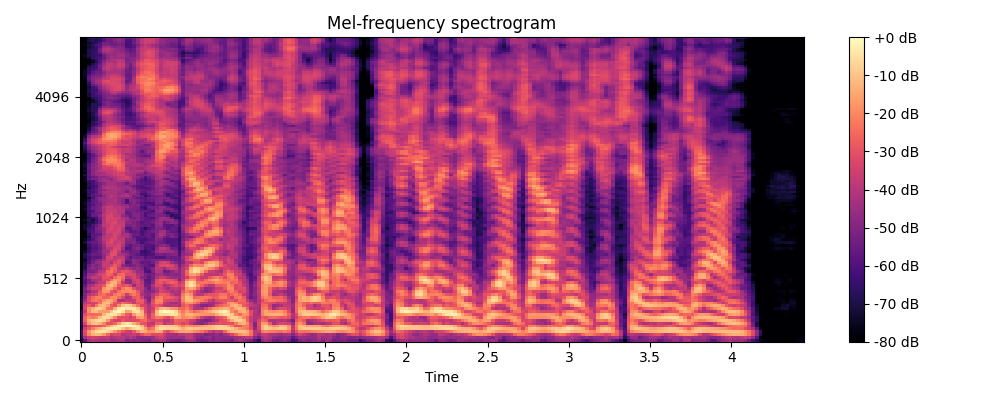 Mel-frequency spectrogram
Hz
4096
2048
1024
512
0
0
0.5
1
1.5
2
2.5
3
3.5
4
Time
+0 dB
-10 dB
-20 dB
-30 dB
-40 dB
-50 dB
-60 dB
-70 dB
-80 dB